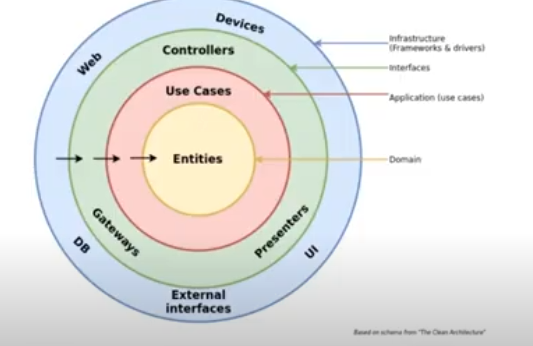 Devices
Web
Controllers
Use Cases
Entities
Gateways
Presenters
DB
UI
External
interfaces
Infrastructure
(Frameworks & drivers)
Interfaces
Application (use cases)
Domain
Based on schema from "The Clean Architecture"